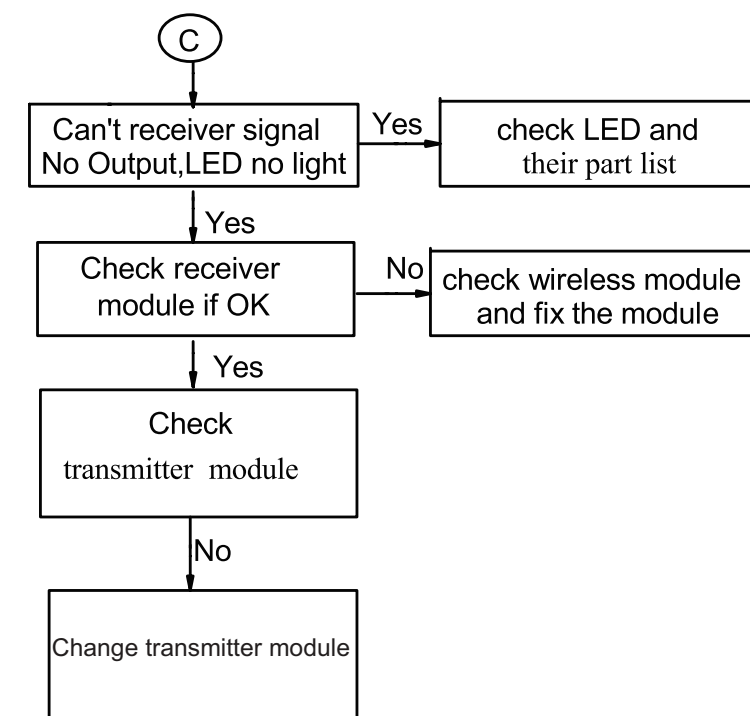 C
Can't receiver signal
No Output,LED no light
Yes
check LED and
their part list
Yes
Check receiver
module if OK
No
check wireless module
and fix the module
Yes
Check
transmitter module
No
Change transmitter module